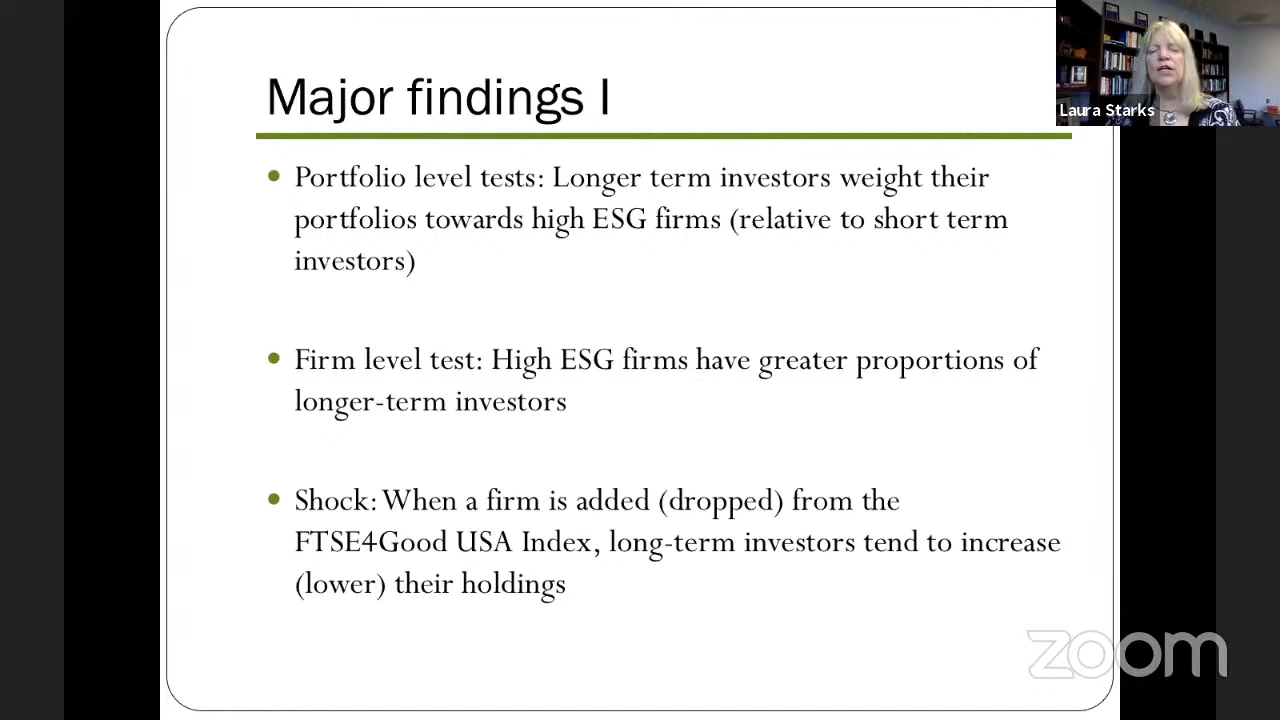 Major findings I
Laura Starks
• Portfolio level tests: Longer term investors weight their
portfolios towards high ESG firms (relative to short term
investors)
• Firm level test: High ESG firms have greater proportions of
longer-term investors
• Shock: When a firm is added (dropped) from the
FTSE4Good USA Index, long-term investors tend to increase
(lower) their holdings
zoom